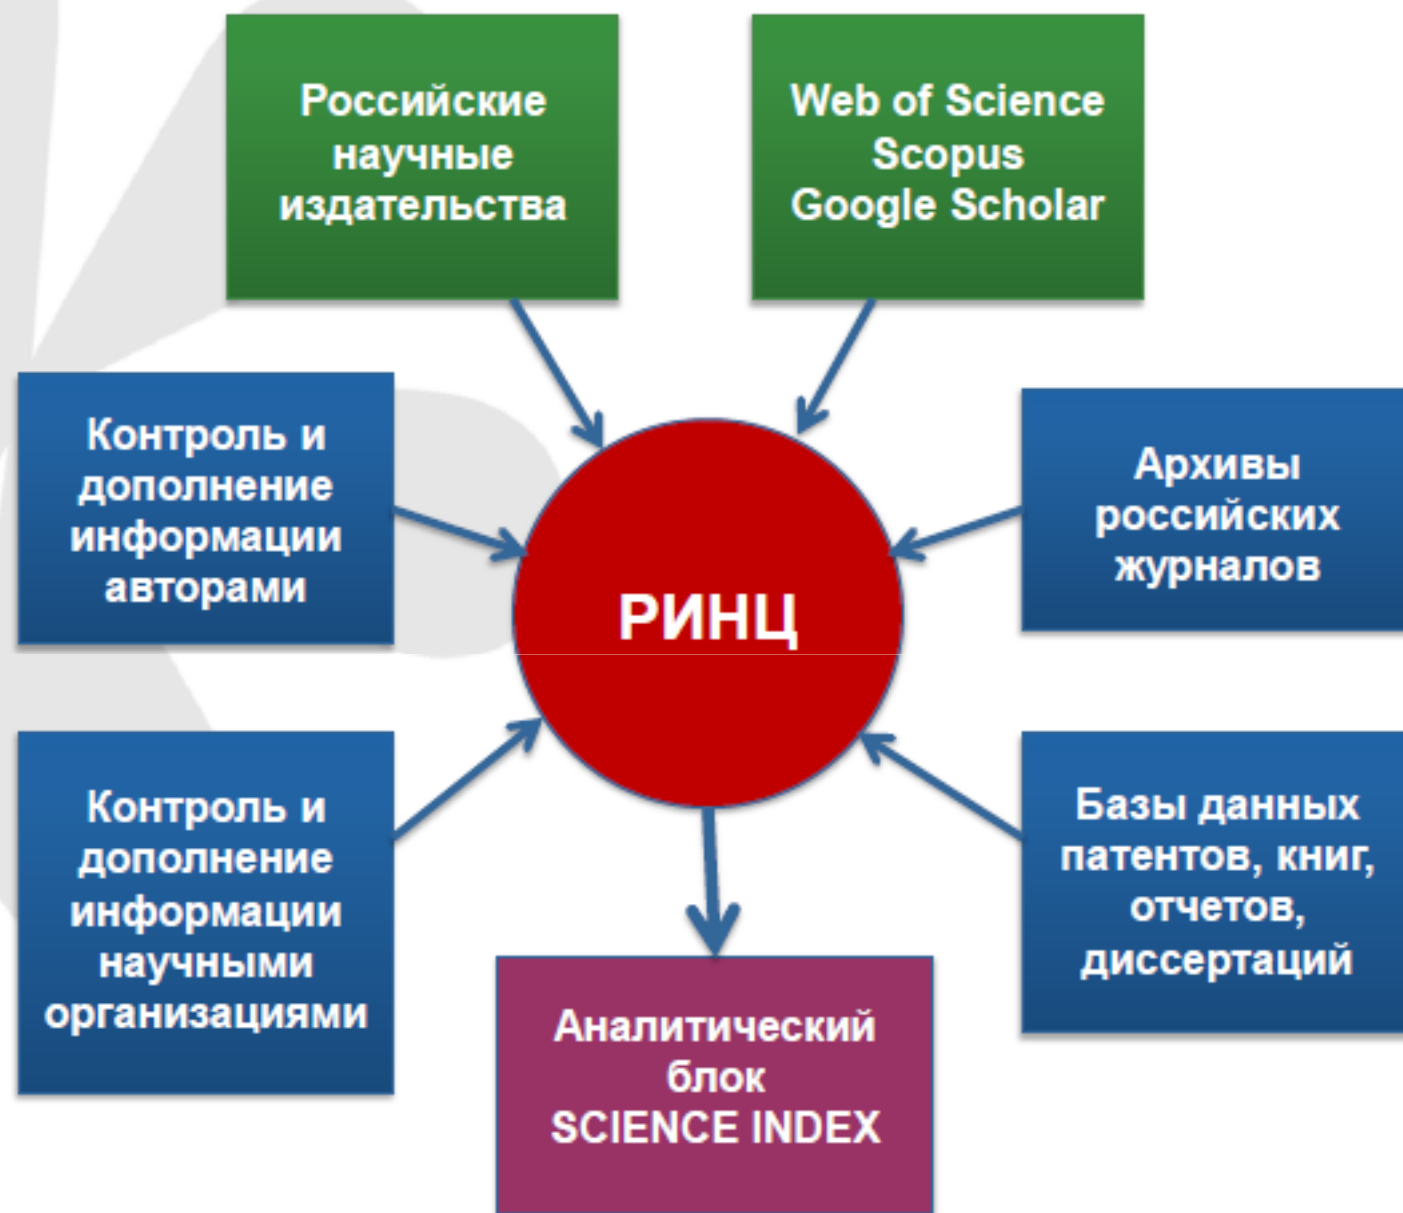 Российские
научные
издательства
Web of Science
Scopus
Google Scholar
Контроль и
дополнение
информации
авторами
Архивы
российских
журналов
РИНЦ
Контроль и
дополнение
информации
научными
организациями
Базы данных
патентов, книг,
отчетов,
диссертаций
Аналитический
блок
SCIENCE INDEX